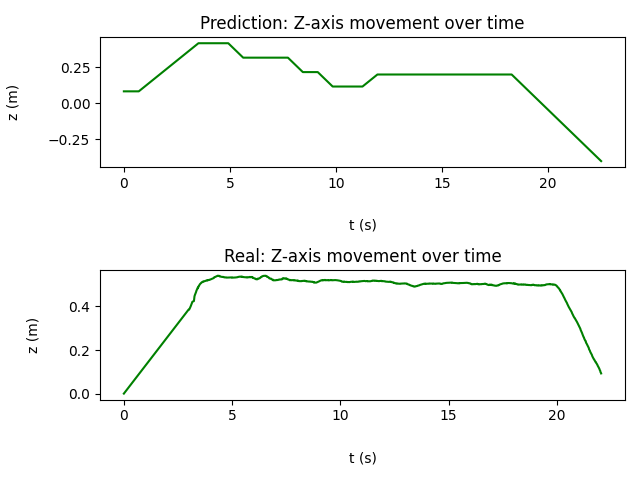 Prediction: Z-axis movement over time
z (m)
0.25
0.00
−0.25
0
5
10
15
20
t (s)
Real: Z-axis movement over time
z (m)
0.4
0.2
0.0
0
5
10
15
20
t (s)